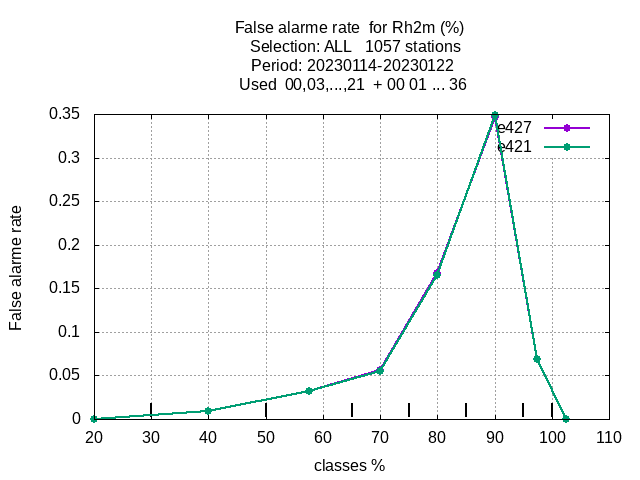 False alarme rate  for Rh2m (%)
Selection: ALL   1057 stations
Period: 20230114-20230122
Used  00,03,...,21  + 00 01 ... 36
0.35
0.3
0.25
0.2
0.15
0.1
0.05
0
False alarme rate
e427
e421
20 30 40 50 60 70 80 90 100 110
classes %